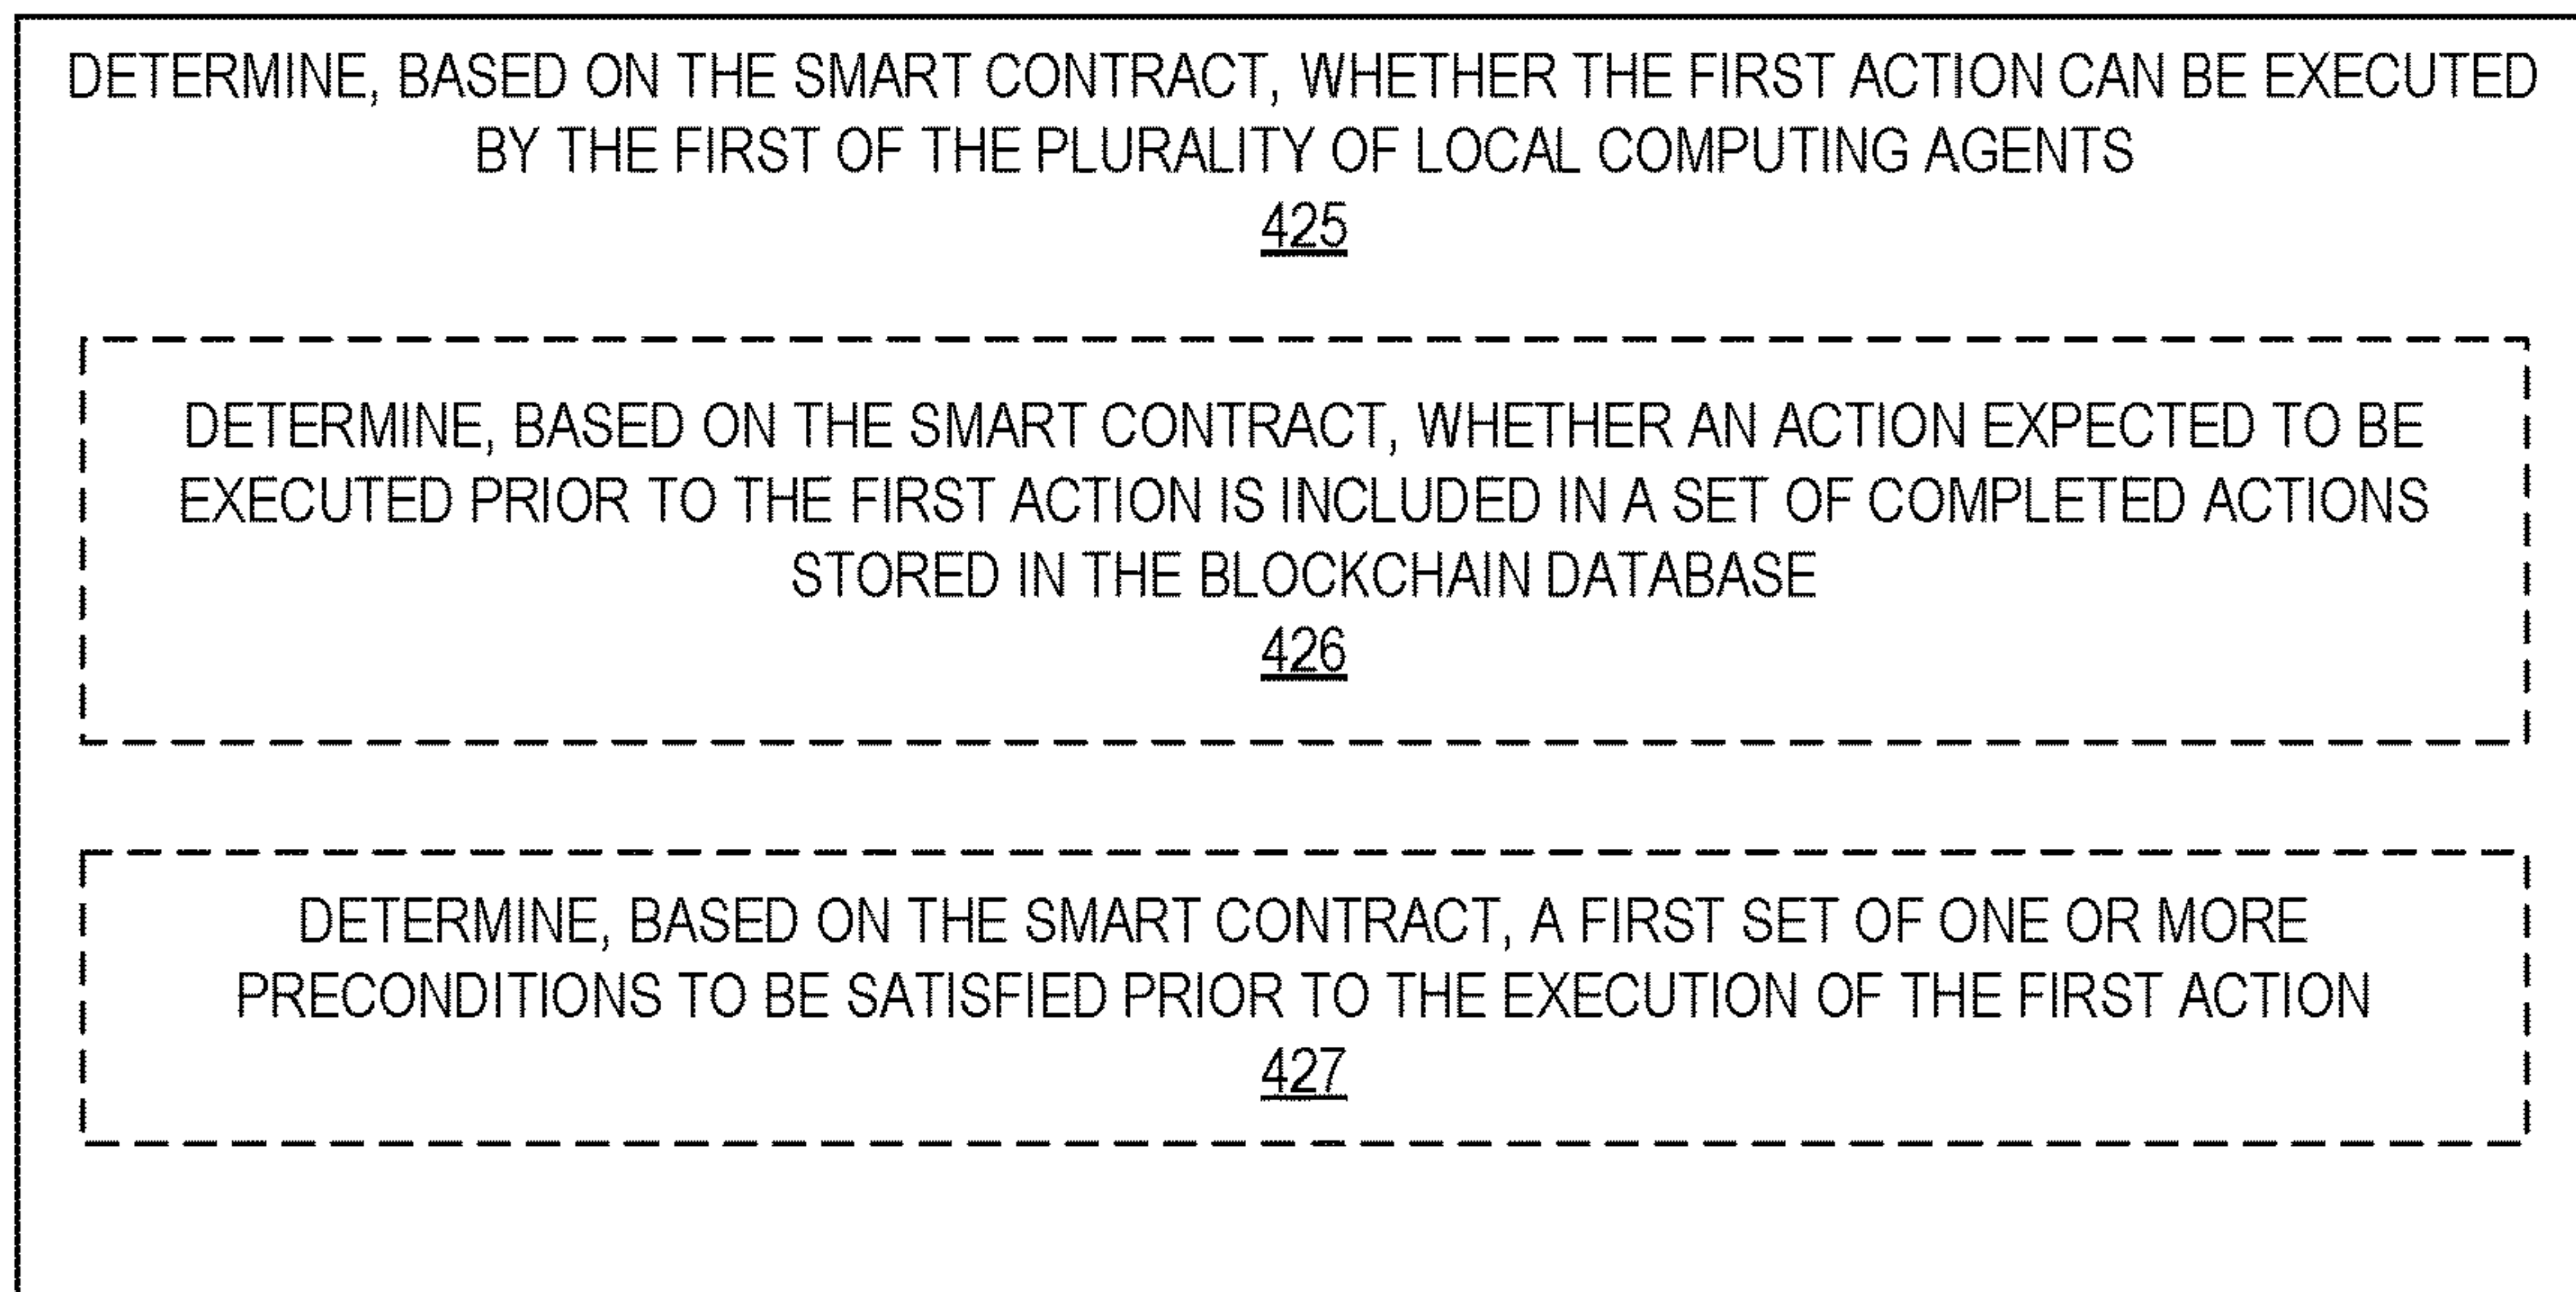 DETERMINE, BASED ON THE SMART CONTRACT, WHETHER THE FIRST ACTION CAN BE EXECUTED
BY THE FIRST OF THE PLURALITY OF LOCAL COMPUTING AGENTS
425
DETERMINE, BASED ON THE SMART CONTRACT, WHETHER AN ACTION EXPECTED TO BE
EXECUTED PRIOR TO THE FIRST ACTION IS INCLUDED IN A SET OF COMPLETED ACTIONS
STORED IN THE BLOCKCHAIN DATABASE
426
DETERMINE, BASED ON THE SMART CONTRACT, A FIRST SET OF ONE OR MORE
PRECONDITIONS TO BE SATISFIED PRIOR TO THE EXECUTION OF THE FIRST ACTION
427